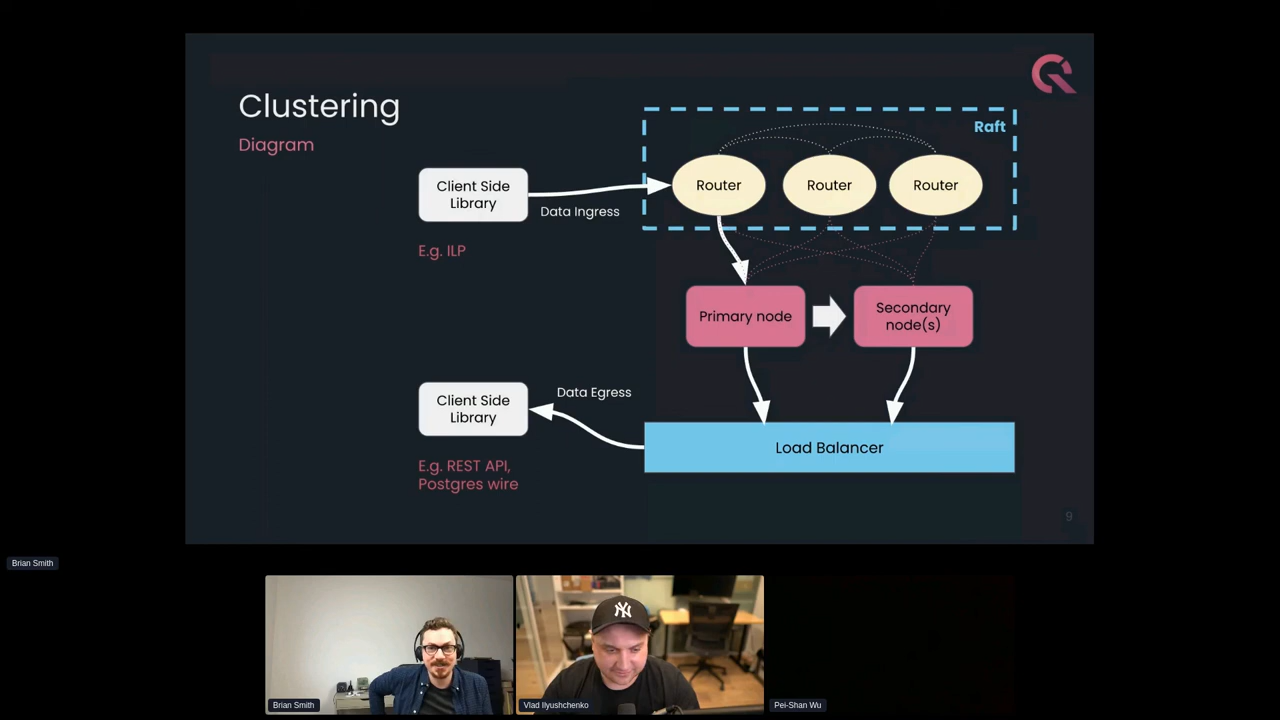 Clustering
Diagram
Raft
Client Side
Library
Data Ingress
Router
Router
Router
E.g. ILP
Primary node
Secondary
node(s)
Client Side
Library
Data Egress
Load Balancer
E.g. REST API,
Postgres wire
9
Brian Smith
Brian Smith
Vlad Ilyushchenko
Pei-Shan Wu
NY